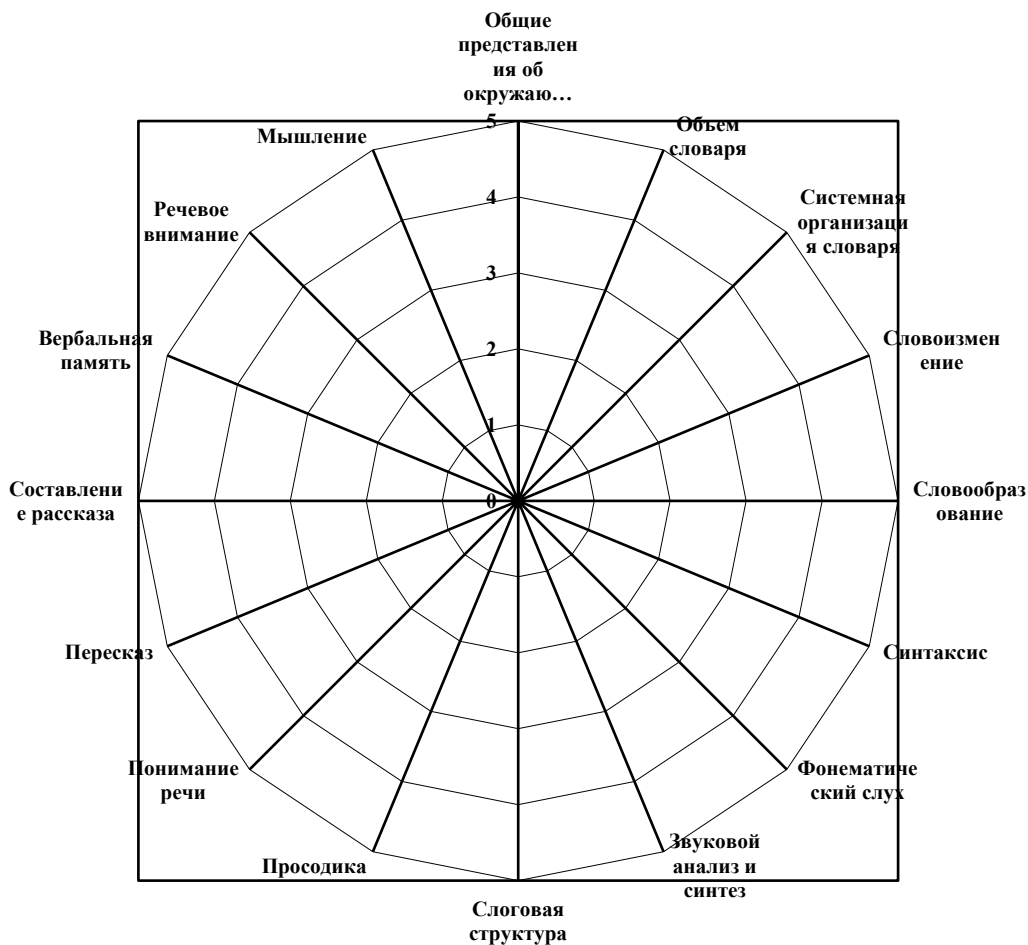 Общие
представлен
ия об
окружаю…
Объем
словаря
Системная
организаци
я словаря
Словоизмен
ение
Словообраз
ование
Синтаксис
Фонематиче
ский слух
Звуковой
анализ и
синтез
Слоговая
структура
Просодика
Понимание
речи
Пересказ
Составлени
е рассказа
Вербальная
память
Речевое
внимание
Мышление
5
4
3
2
1
0